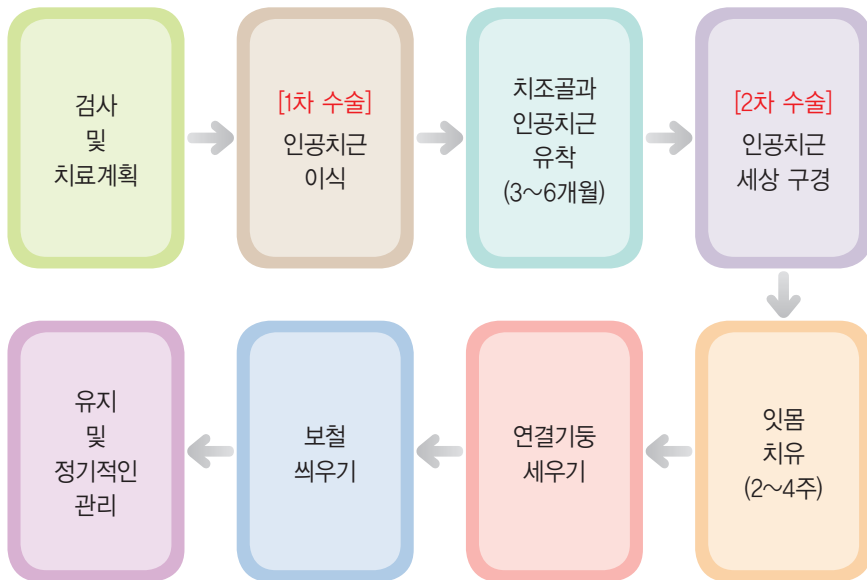 검사
및
치료계획
[1차 수술]
인공치근
이식
치조골과
인공치근
유착
(3~6개월)
[2차 수술]
인공치근
세상 구경
잇몸
치유
(2~4주)
연결기둥
세우기
보철
씌우기
유지
및
정기적인
관리